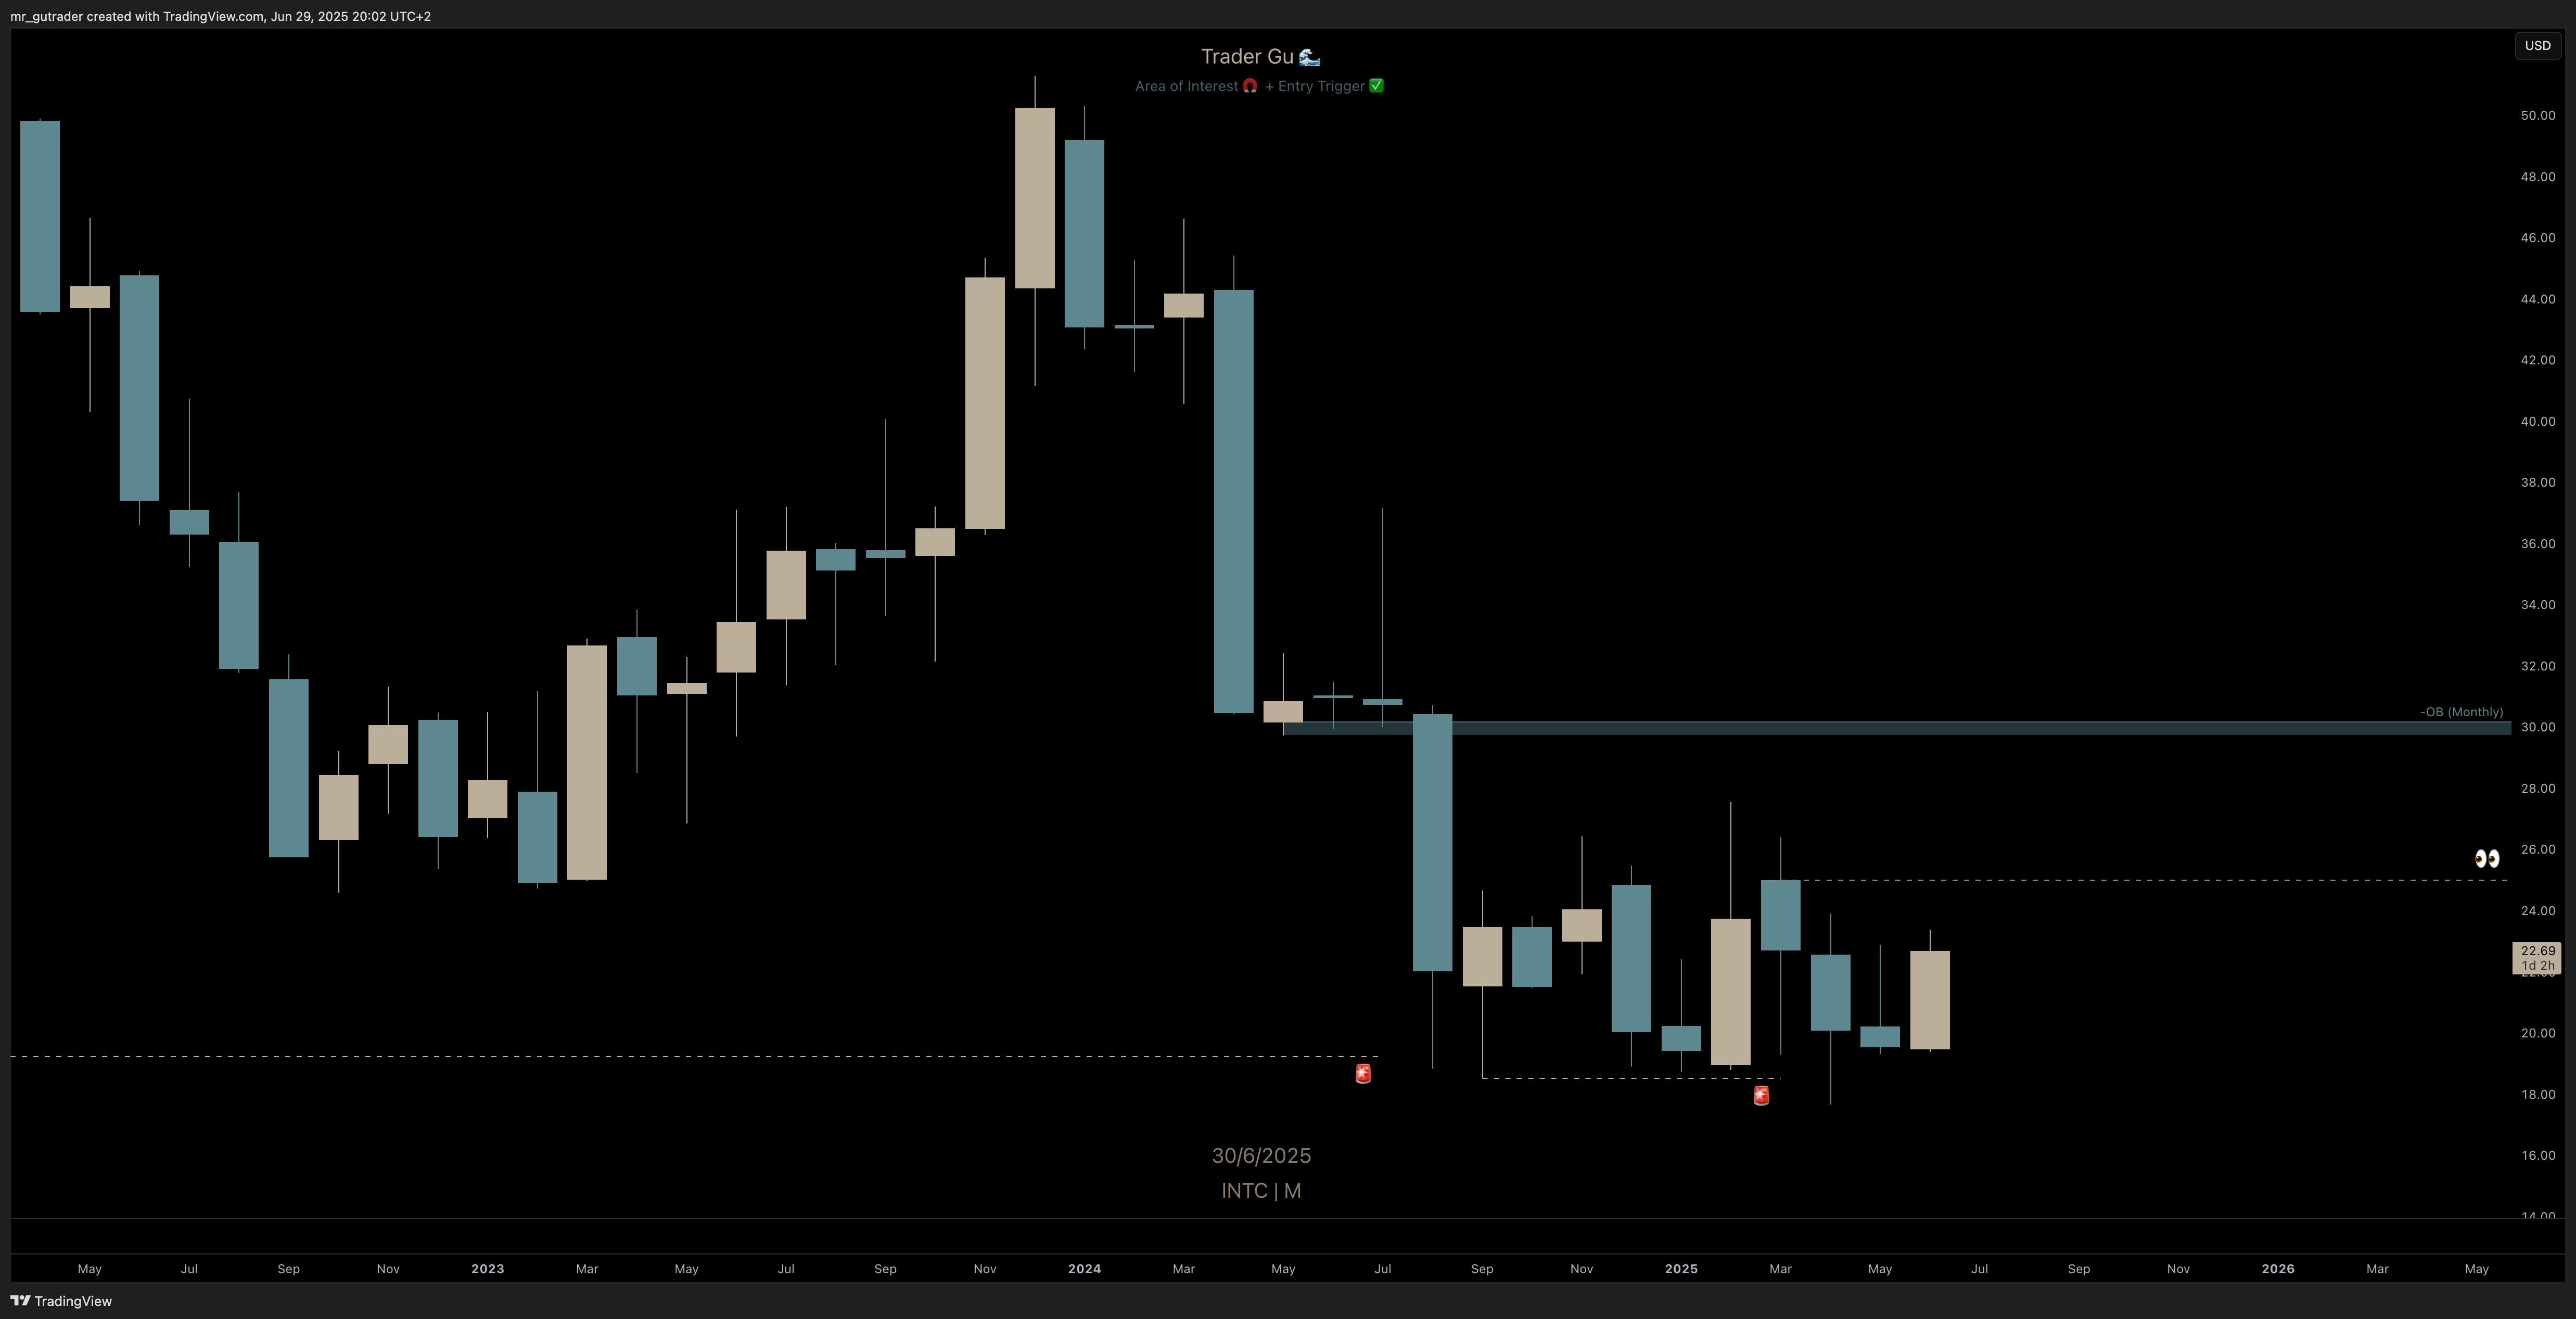 mr_gutrader created with TradingView.com, Jun 29, 2025 20:02 UTC+2
Trader Gu 🌊
Area of Interest 🧲 + Entry Trigger ✅
USD
50.00
48.00
46.00
44.00
42.00
40.00
38.00
36.00
34.00
32.00
-OB (Monthly)
30.00
28.00
26.00
24.00
22.69
1d 2h
20.00
18.00
16.00
14.00
30/6/2025
INTC | M
May Jul Sep Nov 2023 Mar May Jul Sep Nov 2024 Mar May Jul Sep Nov 2025 Mar May Jul Sep Nov 2026 Mar May
TradingView